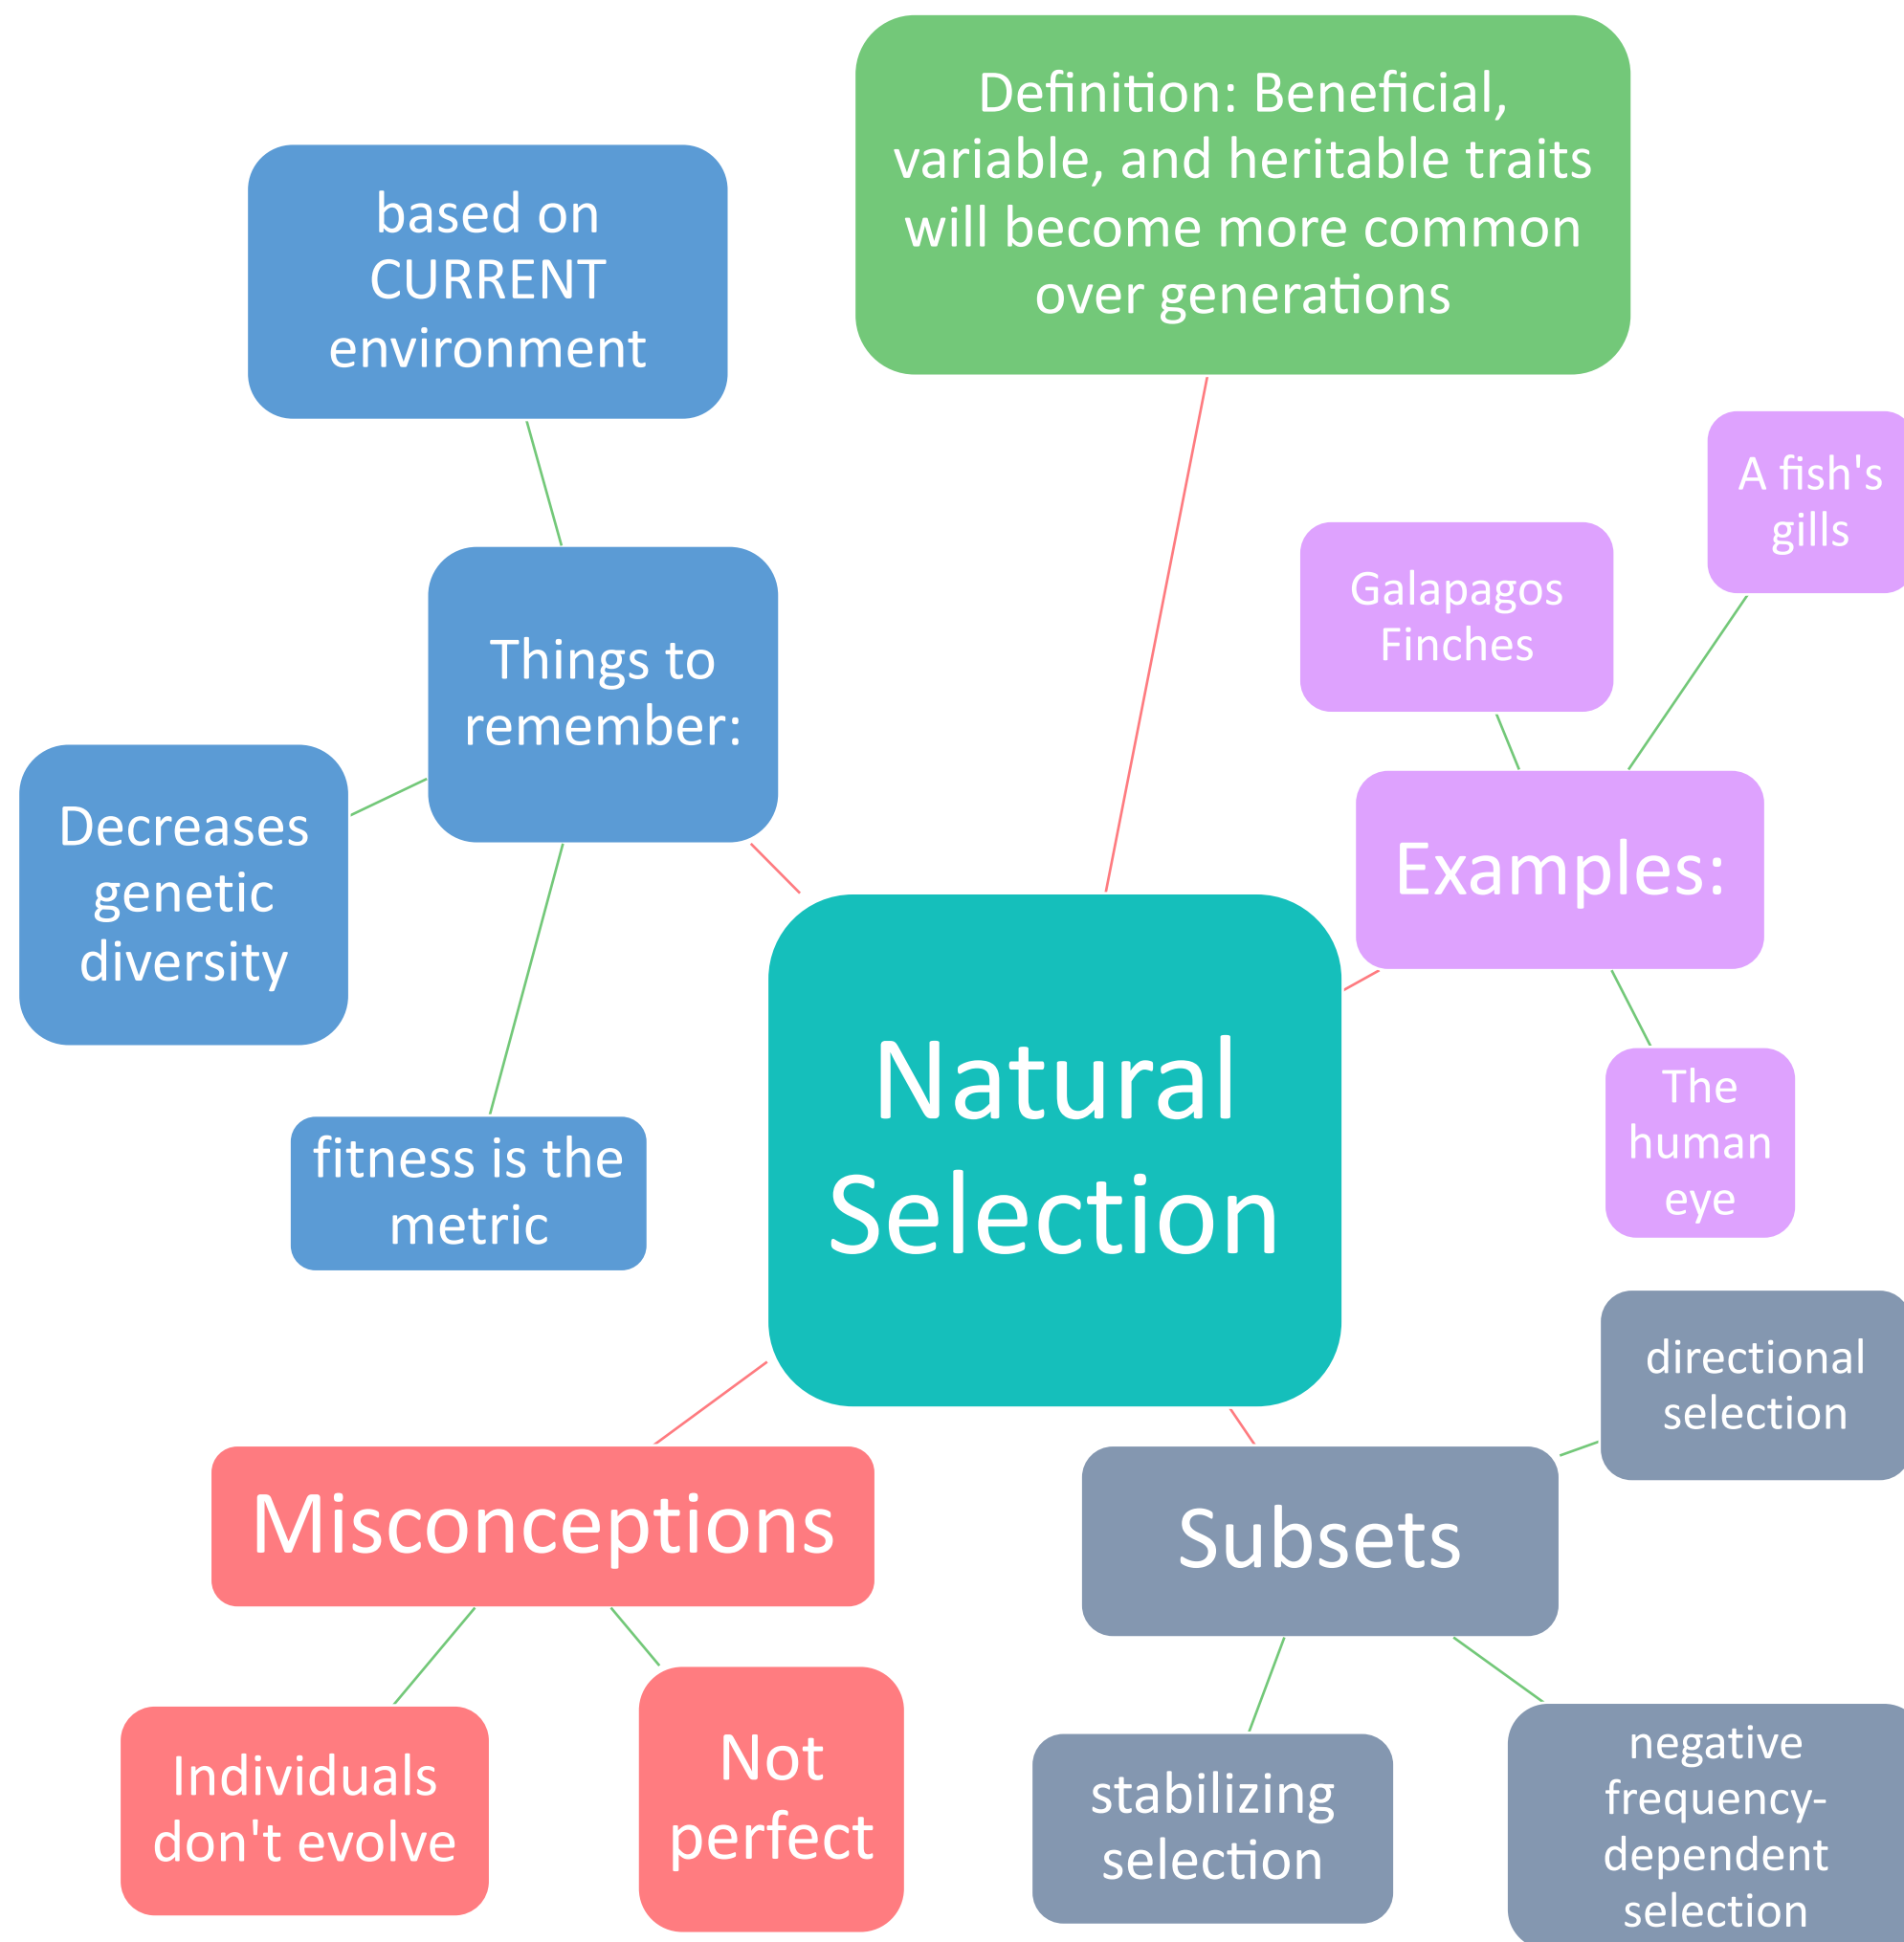 Definition: Beneficial,
variable, and heritable traits
will become more common
over generations
based on
CURRENT
environment
A fish's
gills
Galapagos
Finches
Things to
remember:
Decreases
genetic
diversity
Examples:
Natural
Selection
The
human
eye
fitness is the
metric
directional
selection
Misconceptions
Subsets
Individuals
don't evolve
Not
perfect
stabilizing
selection
negative
frequency-
dependent
selection